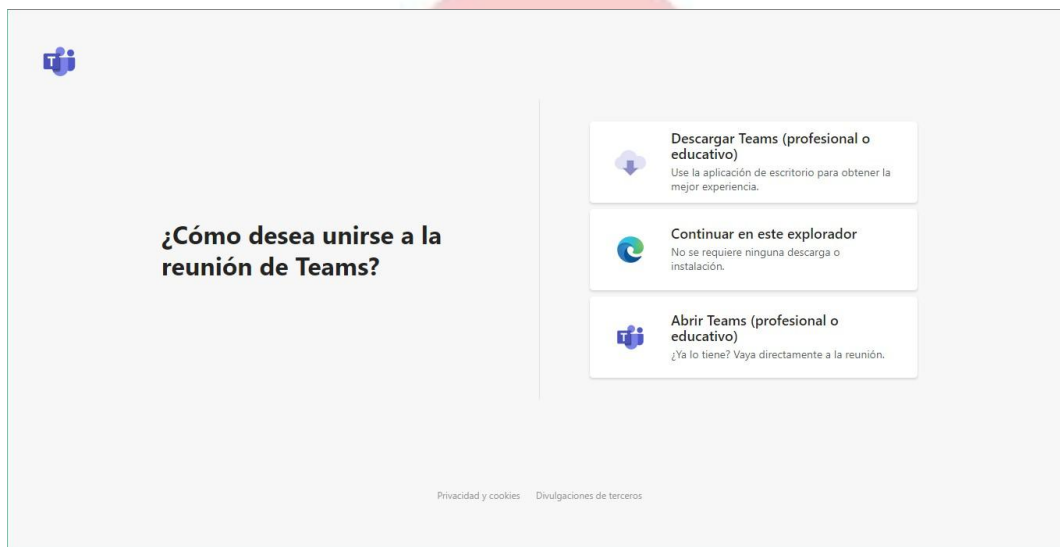 ¿Cómo desea unirse a la
reunión de Teams?
Descargar Teams (profesional o
educativo)
Use la aplicación de escritorio para obtener la
mejor experiencia.
Continuar en este explorador
No se requiere ninguna descarga o
instalación.
Abrir Teams (profesional o
educativo)
¿Ya lo tiene? Vaya directamente a la reunión.
Privacidad y cookies Divulgaciones de terceros